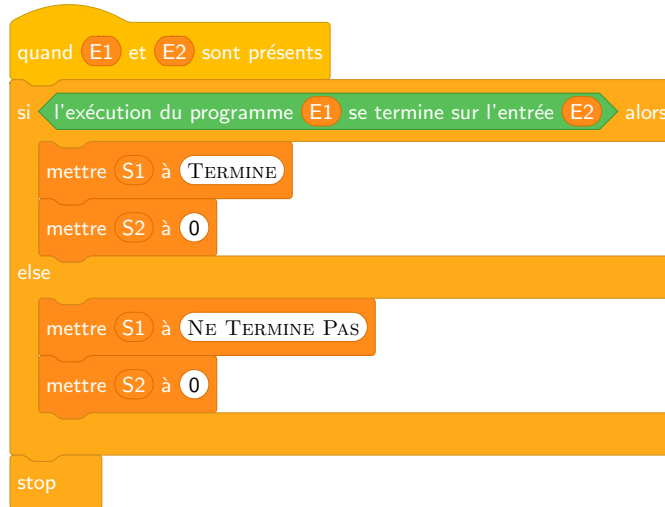 quand E1 et E2 sont présents
si l'exécution du programme E1 se termine sur l'entrée E2 alors
mettre S1 à TERMINE
mettre S2 à 0
else
mettre S1 à NE TERMINE PAS
mettre S2 à 0
stop